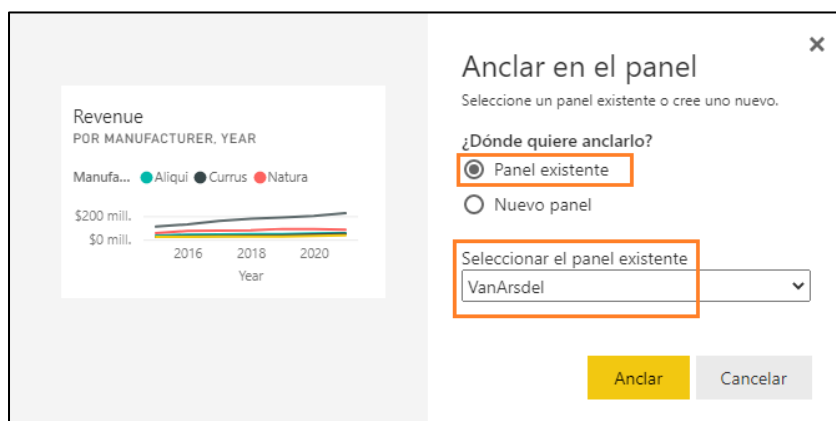 Revenue
POR MANUFACTURER, YEAR
Manufa... Aliqui Currus Natura
$200 mill.
$0 mill.
2016 2018 2020
Year
Anclar en el panel
Seleccione un panel existente o cree uno nuevo.
¿Dónde quiere anclarlo?
Panel existente
Nuevo panel
Seleccionar el panel existente
VanArsdel
Anclar Cancelar